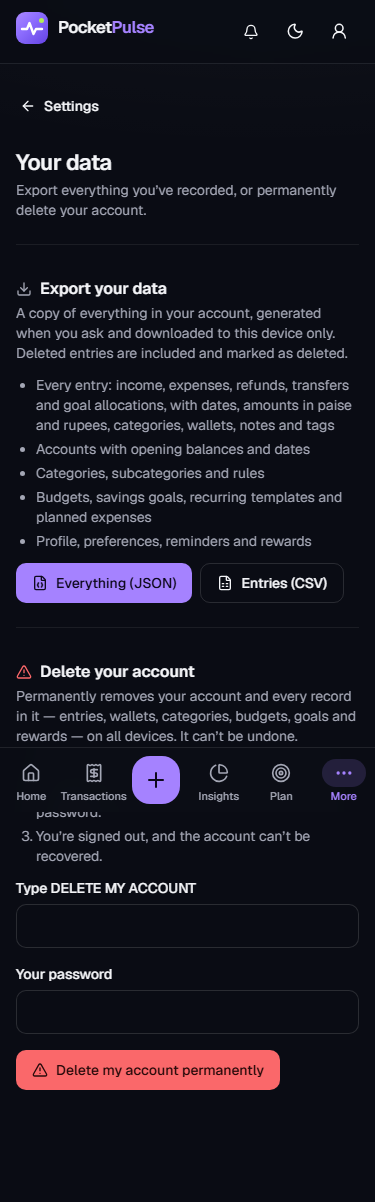 PocketPulse
Settings
Your data
Export everything you've recorded, or permanently
delete your account.
Export your data
A copy of everything in your account, generated
when you ask and downloaded to this device only.
Deleted entries are included and marked as deleted.
• Every entry: income, expenses, refunds, transfers
and goal allocations, with dates, amounts in paise
and rupees, categories, wallets, notes and tags
• Accounts with opening balances and dates
• Categories, subcategories and rules
• Budgets, savings goals, recurring templates and
planned expenses
• Profile, preferences, reminders and rewards
Everything (JSON)
Entries (CSV)
Delete your account
Permanently removes your account and every record
in it — entries, wallets, categories, budgets, goals and
rewards — on all devices. It can't be undone.
Home
Transactions
Insights
Plan
More
password.
3. You're signed out, and the account can't be
recovered.
Type DELETE MY ACCOUNT
Your password
Delete my account permanently